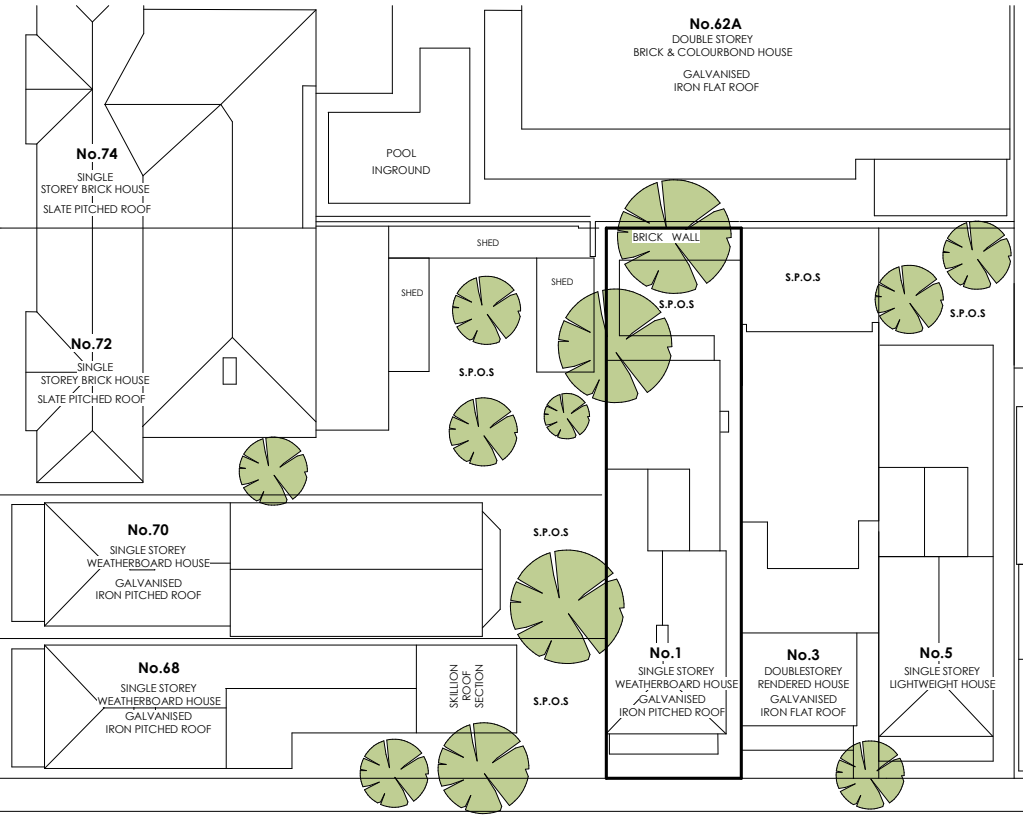 No.62A
DOUBLE STOREY
BRICK & COLOURBOND HOUSE
GALVANISED
IRON FLAT ROOF
No.74
SINGLE
STOREY BRICK HOUSE
SLATE PITCHED ROOF
POOL
INGROUND
BRICK WALL
SHED
SHED
SHED
S.P.O.S
S.P.O.S
S.P.O.S
No.72
SINGLE
STOREY BRICK HOUSE
SLATE PITCHED ROOF
S.P.O.S
No.70
SINGLE STOREY
WEATHERBOARD HOUSE
GALVANISED
IRON PITCHED ROOF
S.P.O.S
No.68
SINGLE STOREY
WEATHERBOARD HOUSE
GALVANISED
IRON PITCHED ROOF
SKILLION
ROOF
SECTION
S.P.O.S
No.1
SINGLE STOREY
WEATHERBOARD HOUSE
GALVANISED
IRON PITCHED ROOF
No.3
DOUBLESTOREY
RENDERED HOUSE
GALVANISED
IRON FLAT ROOF
No.5
SINGLE STOREY
LIGHTWEIGHT HOUSE